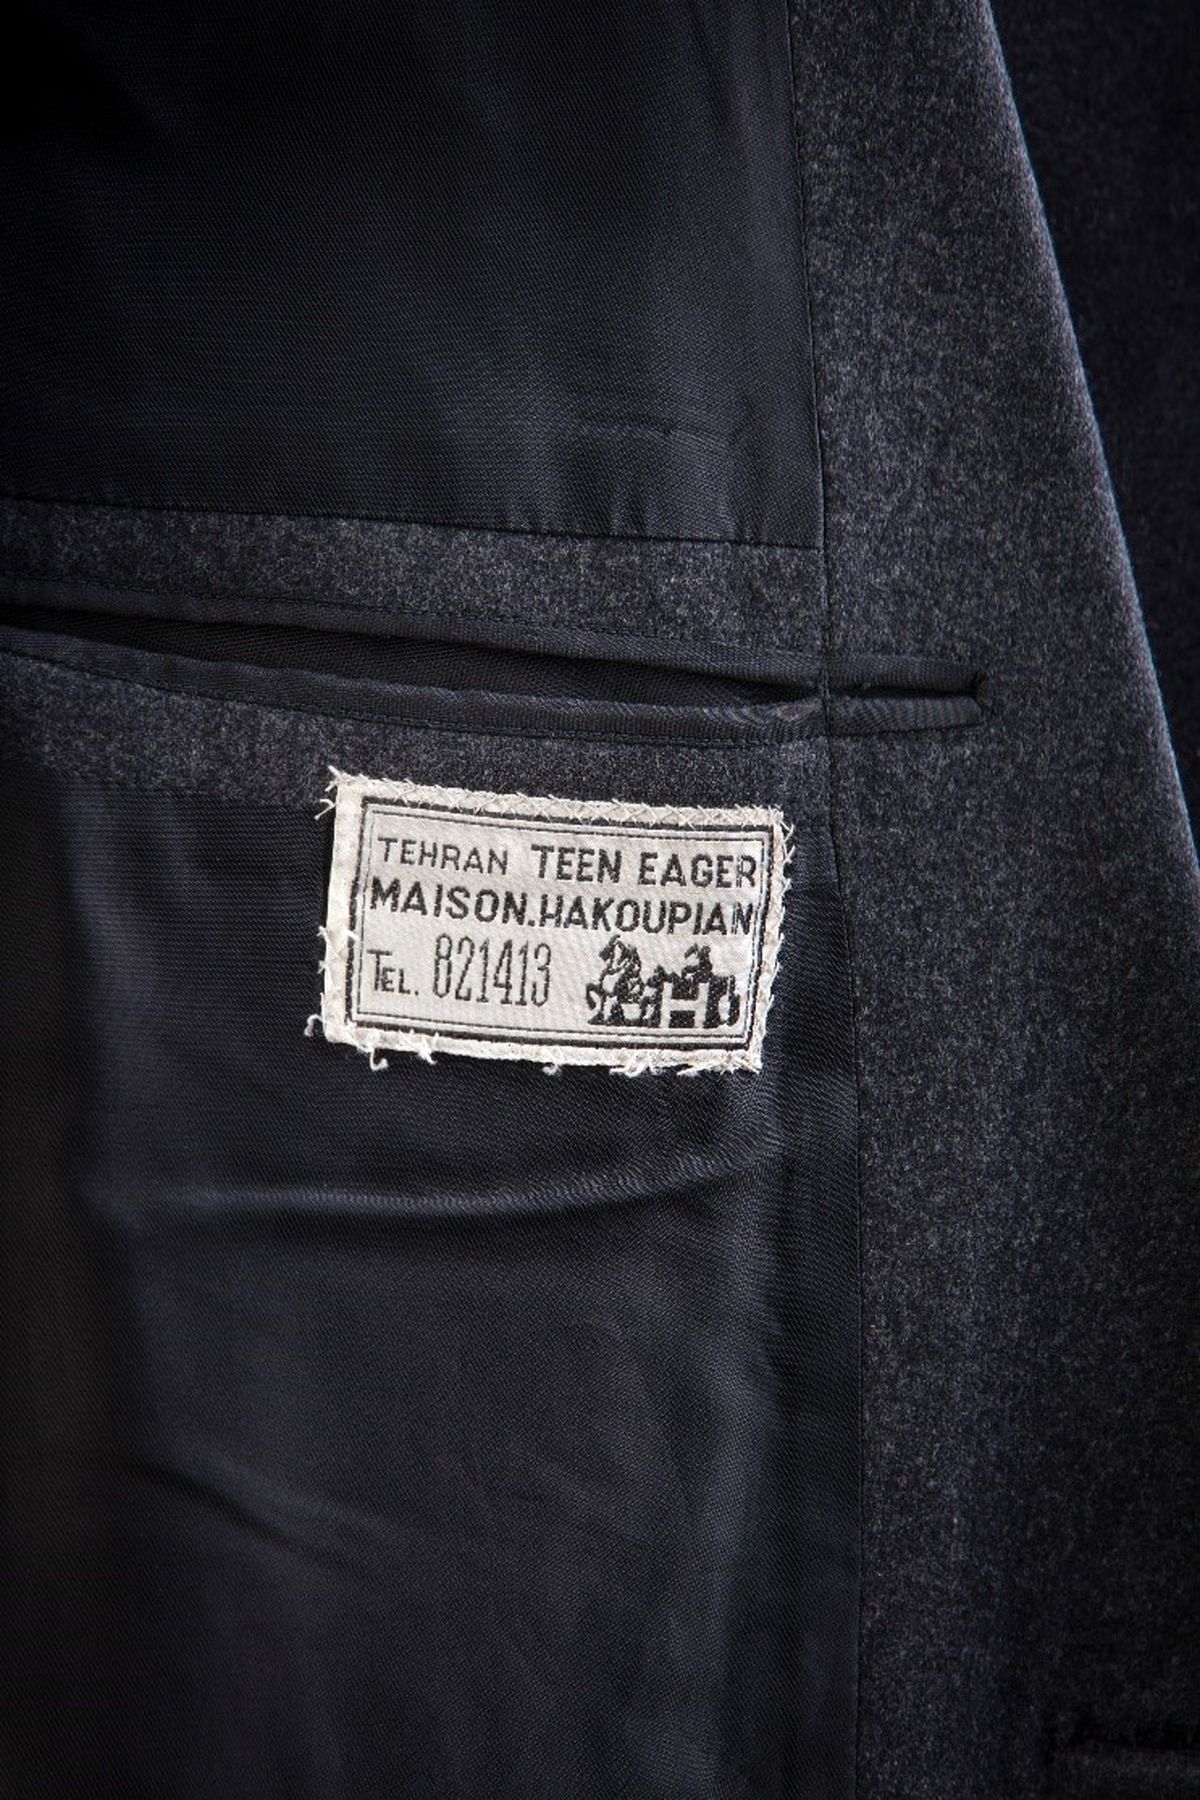 TEHRAN TEEN EAGER
MAISON.HAKOUPIAN
TEL. 821413
H